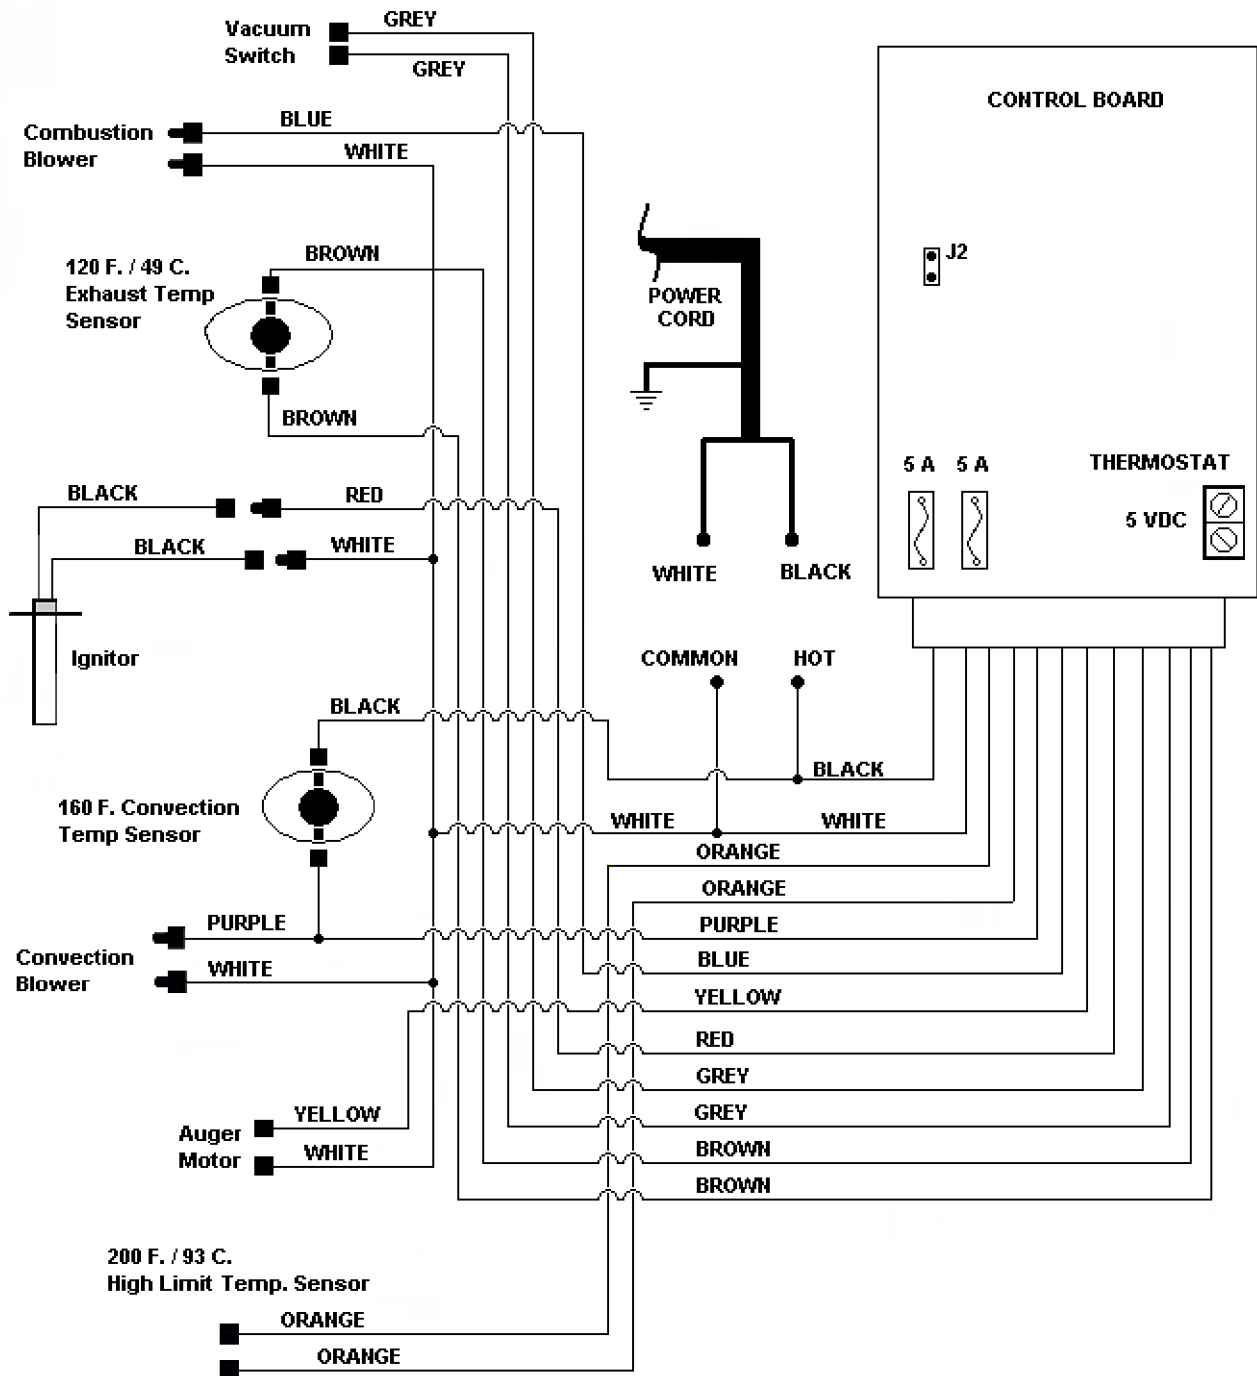 Vacuum
Switch
GREY
GREY
CONTROL BOARD
Combustion
Blower
BLUE
WHITE
120 F. / 49 C.
Exhaust Temp
Sensor
BROWN
BROWN
J2
POWER
CORD
5 A 5 A
THERMOSTAT
5 VDC
BLACK
RED
BLACK
WHITE
WHITE
BLACK
Ignitor
COMMON
HOT
BLACK
BLACK
160 F. Convection
Temp Sensor
WHITE
WHITE
ORANGE
ORANGE
PURPLE
PURPLE
Convection
Blower
WHITE
BLUE
YELLOW
RED
GREY
GREY
Auger
Motor
YELLOW
WHITE
BROWN
BROWN
200 F. / 93 C.
High Limit Temp. Sensor
ORANGE
ORANGE